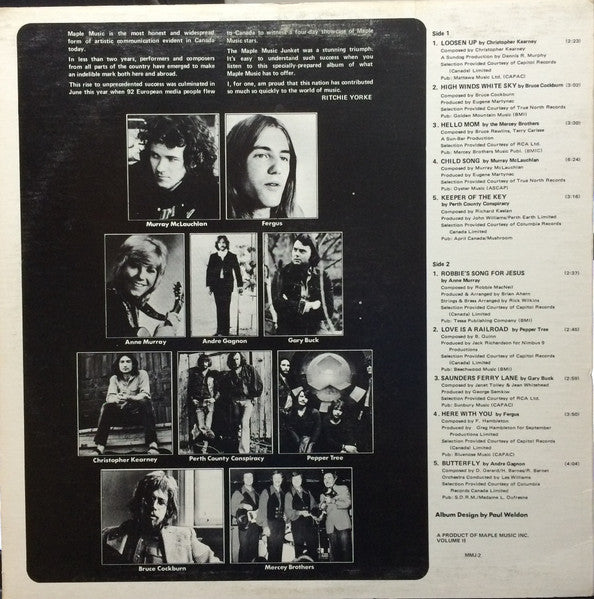 Maple Music is the most honest and widespread
form of artistic communication evident in Canada
today.
In less than two years, performers and composers
from all parts of the country have emerged to make
an indelible mark both here and abroad.
This rise to unprecedented success was culminated in
June this year when 92 European media people flew
to Canada to witness a four-day showcase of Maple
Music stars.
The Maple Music Junket was a stunning triumph.
It's easy to understand such success when you
listen to this specially-prepared album of what
Maple Music has to offer.
I, for one, am proud that this nation has contributed
so much so quickly to the world of music.
RITCHIE YORKE
Murray McLauchlan
Fergus
Anne Murray
Andre Gagnon
Gary Buck
Christopher Kearney
Perth County Conspiracy
Pepper Tree
Bruce Cockburn
Mercey Brothers
Side 1
1. LOOSEN UP by Christopher Kearney (3:23)
Composed by Christopher Kearney
A Sundog Production by Dennis R. Murphy
Selection Provided Courtesy of Capitol Records
(Canada) Limited
Pub: Mattawa Music Ltd. (CAPAC)
2. HIGH WINDS WHITE SKY by Bruce Cockburn
Composed by Bruce Cockburn
Produced by Eugene Martynec
Selection Provided Courtesy of True North Records
Pub: Golden Mountain Music (BMI)
3. HELLO MOM by the Mercey Brothers
Composed by Bruce Rawlins, Terry Carisse
A Sun-Bar Production
Selection Provided Courtesy of RCA Ltd.
Pub: Mercey Brothers Music Publ. (BMIC)
4. CHILD SONG by Murray McLauchlan (6:24)
Composed by Murray McLauchlan
Produced by Eugene Martynec
Selection Provided Courtesy of True North Records
Pub: Oyster Music (ASCAP)
5. KEEPER OF THE KEY (3:16)
by Perth County Conspiracy
Composed by Richard Keelan
Produced by John Williams/Perth Earth Limited
Selection Provided Courtesy of Columbia Records
Canada Limited
Pub: April Canada/Mushroom
Side 2
1. ROBBIE'S SONG FOR JESUS
by Anne Murray
Composed by Robbie MacNeil
Produced & Arranged by Brian Ahern
Strings & Brass Arranged by Rick Wilkins
Selection Provided Courtesy of Capitol Records
(Canada) Limited
Pub: Tessa Publishing Company (BMI)
2. LOVE IS A RAILROAD by Pepper Tree (2:45)
Composed by B. Quinn
Produced by Jack Richardson for Nimbus 9
Productions
Selection Provided Courtesy of Capitol Records
(Canada) Limited
Pub: Beechwood Music (BMI)
3. SAUNDERS FERRY LANE by Gary Buck (2:59)
Composed by Janet Tooley & Jean Whitehead
Produced by George Semkiw
Selection Provided Courtesy of RCA Ltd.
Pub: Sunbury Music (CAPAC)
4. HERE WITH YOU by Fergus (3:50)
Composed by F. Hambleton
Produced by Greg Hambleton for September
Productions Limited
Selection Provided Courtesy of Capitol Records
(Canada) Limited
Pub: Bluenose Music (CAPAC)
5. BUTTERFLY by Andre Gagnon (4:04)
Composed by D. Gerard/H. Barnes/R. Bernet
Orchestra Conducted by Les Williams
Selection Provided Courtesy of Columbia
Records Canada Limited
Pub: S.D.R.M./Madame L. Dufresne
Album Design by Paul Weldon
A PRODUCT OF MAPLE MUSIC INC.
VOLUME II
MMJ-2